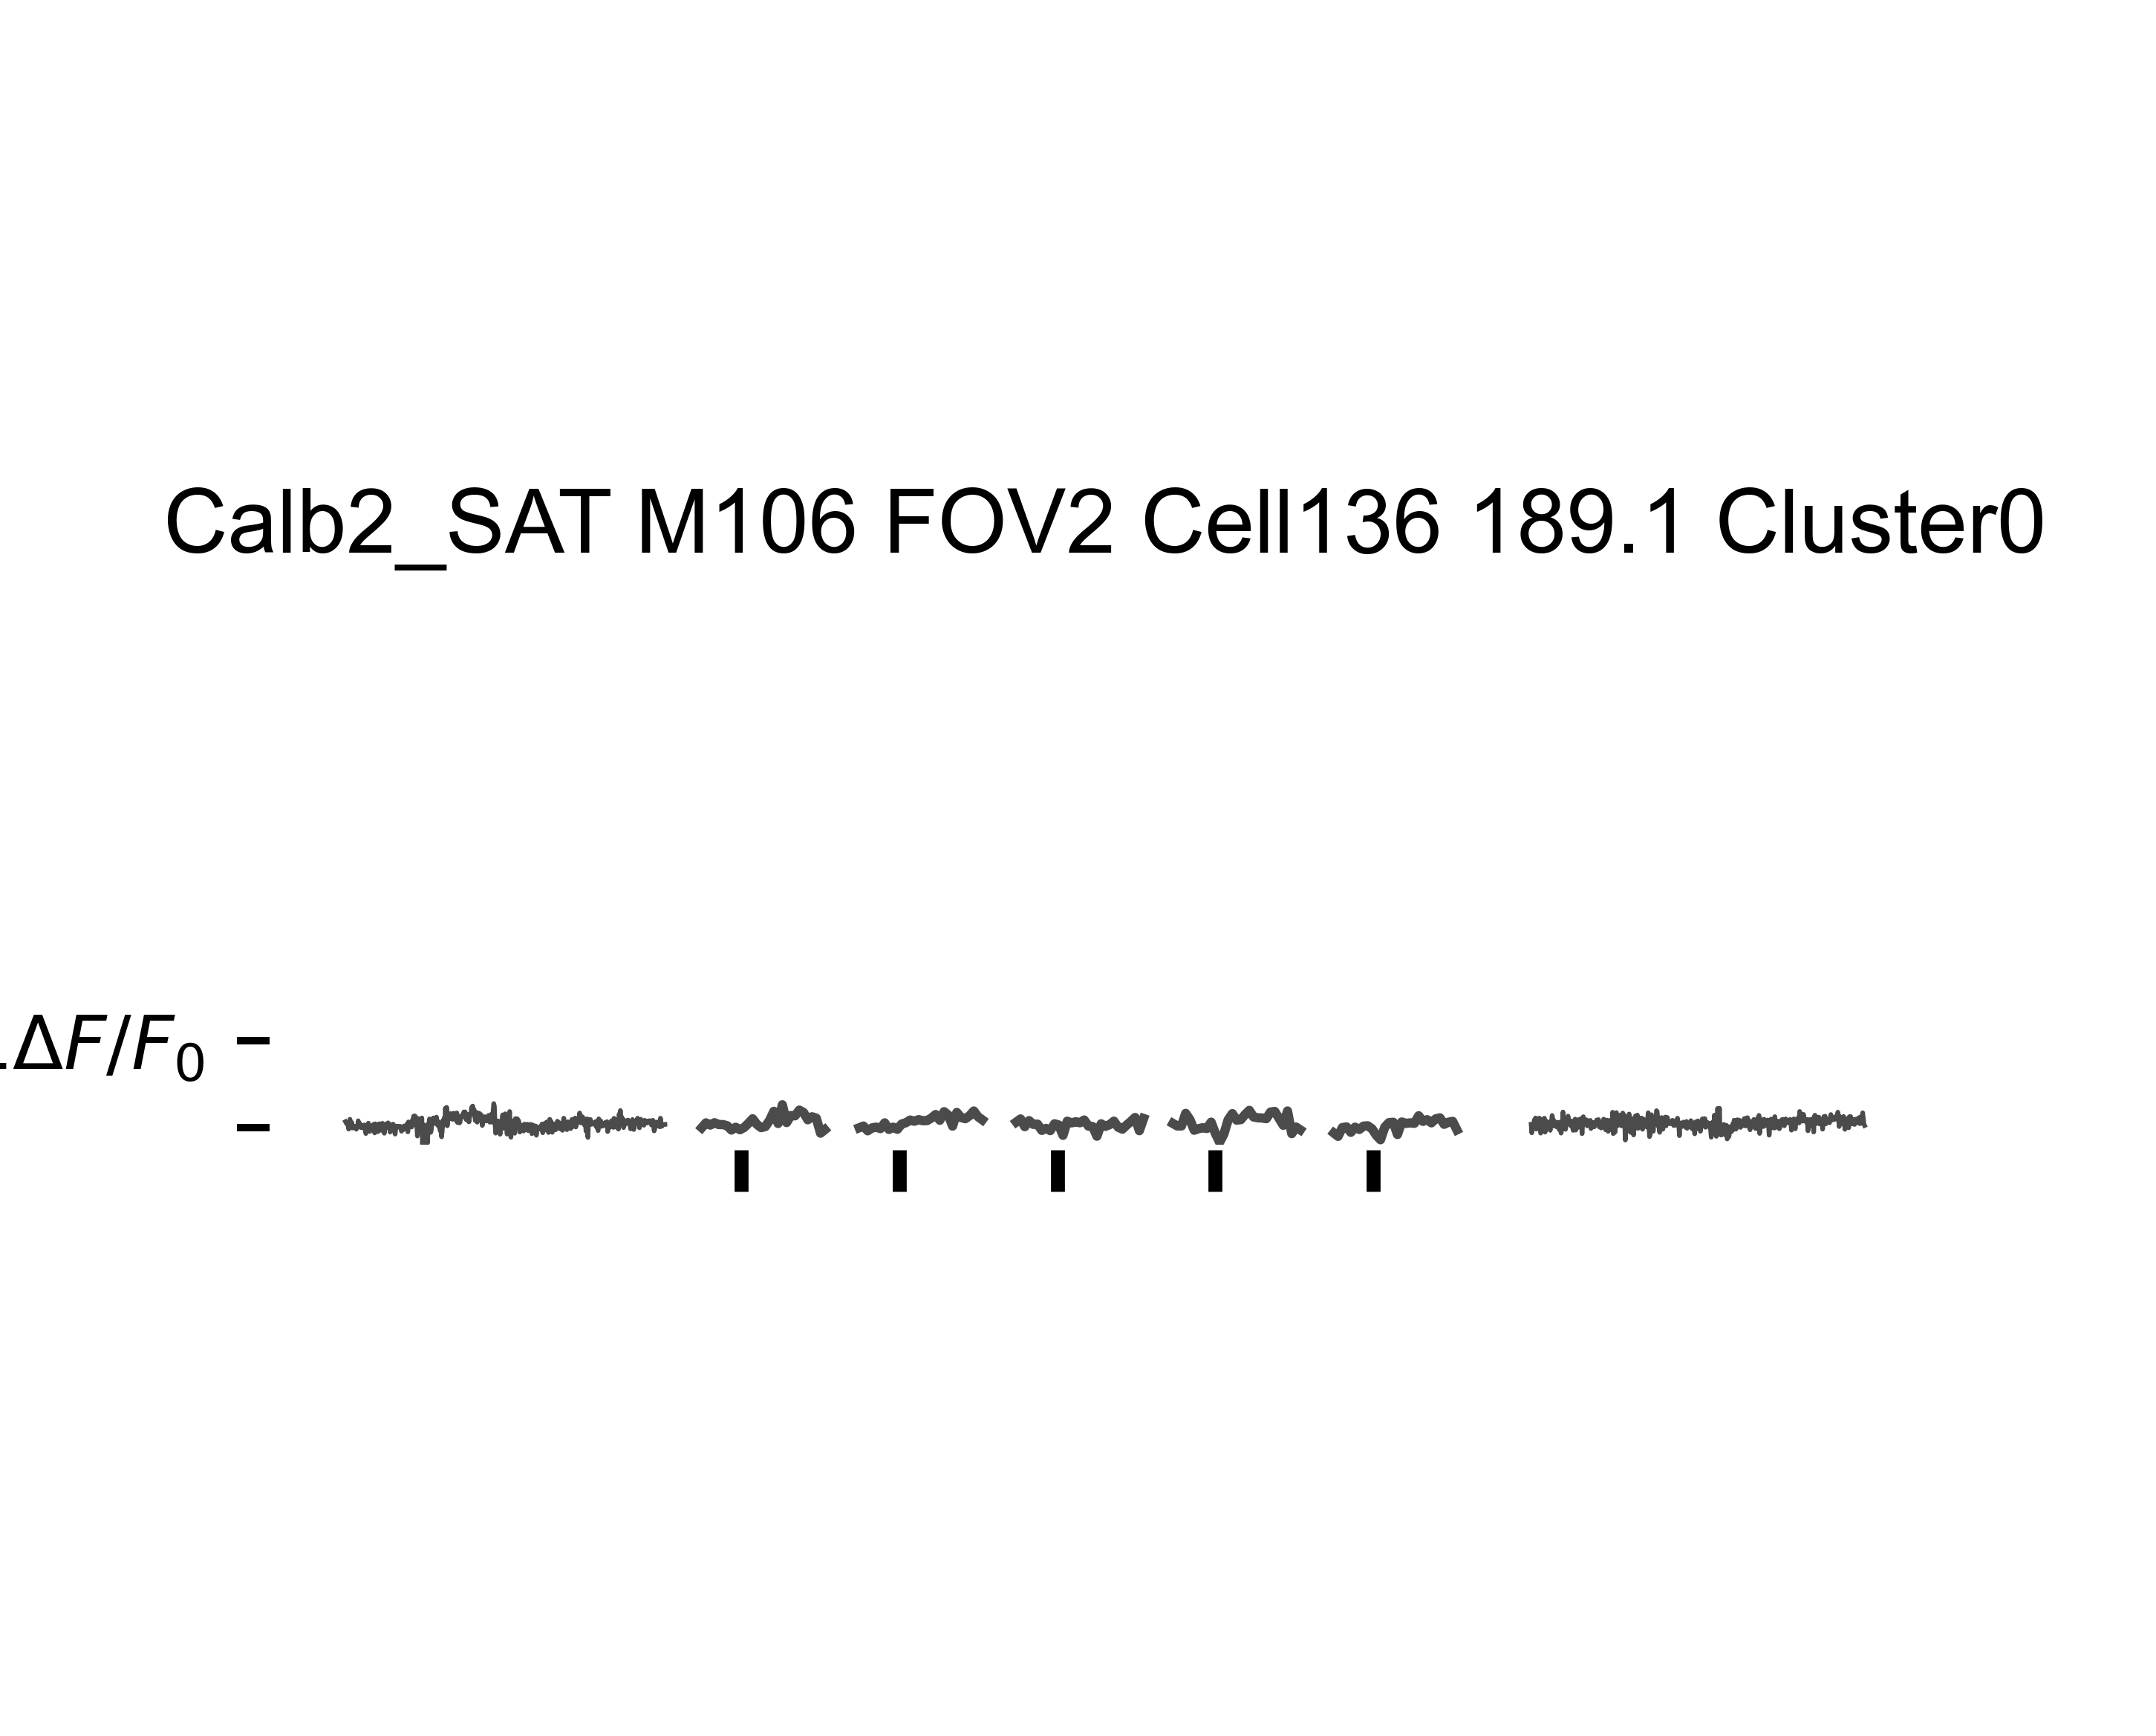 Calb2_SAT M106 FOV2 Cell136 189.1 Cluster0
.ΔF/F₀